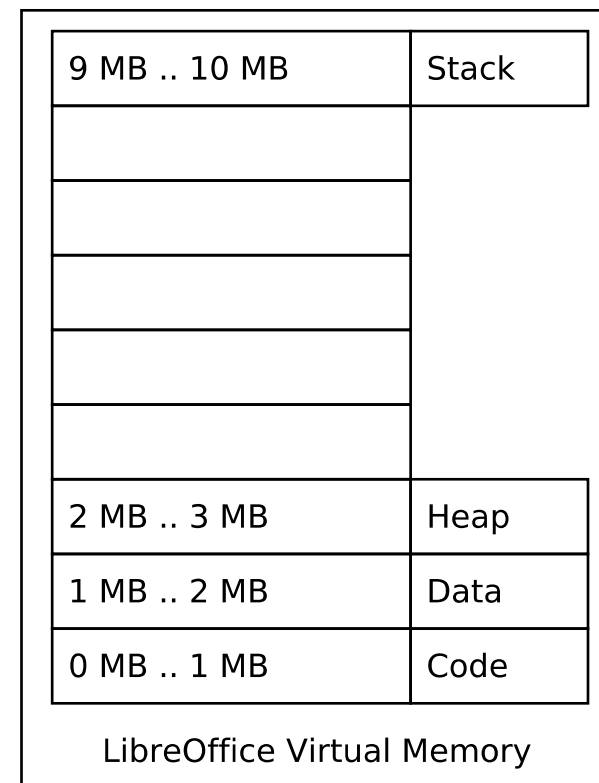 9 MB .. 10 MB Stack
2 MB .. 3 MB Heap
1 MB .. 2 MB Data
0 MB .. 1 MB Code
LibreOffice Virtual Memory